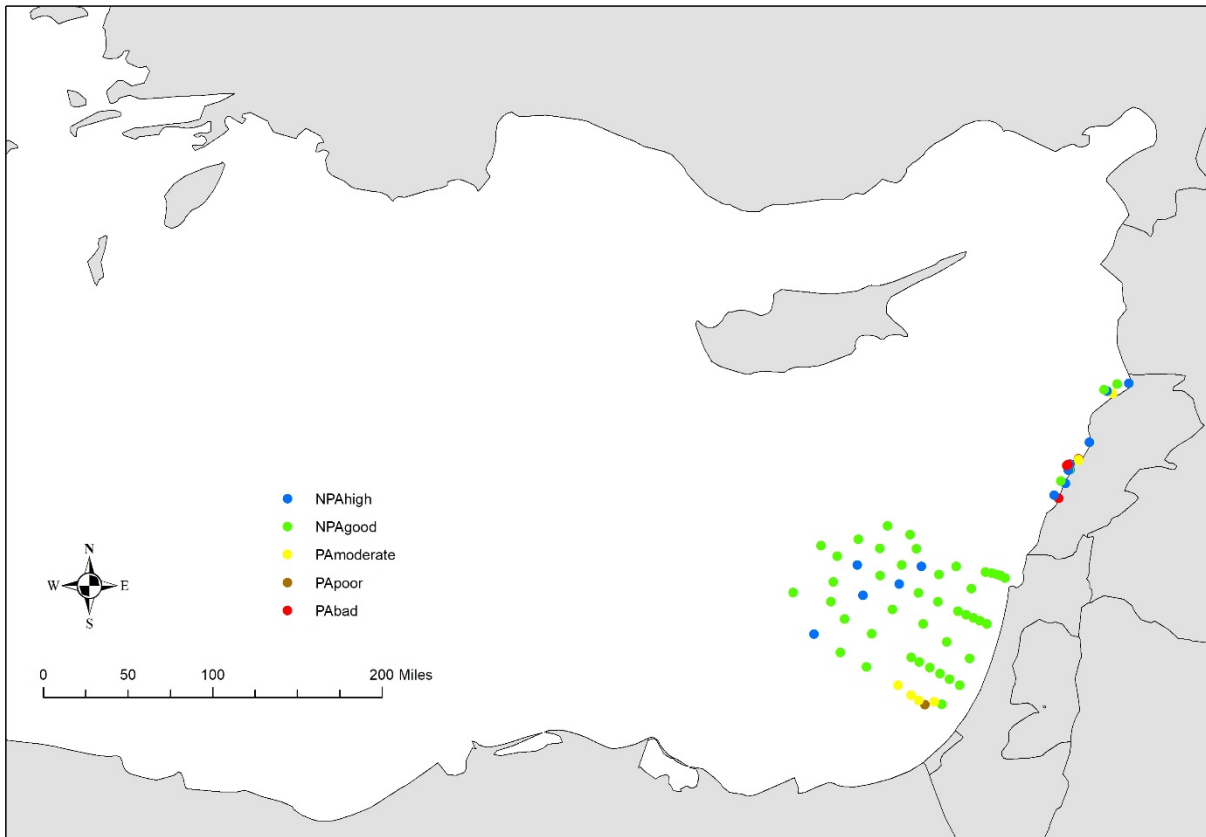 NPAhigh
NPAgood
PAmoderate
PApoor
PAbad
N
W E
S
0 50 100 200 Miles